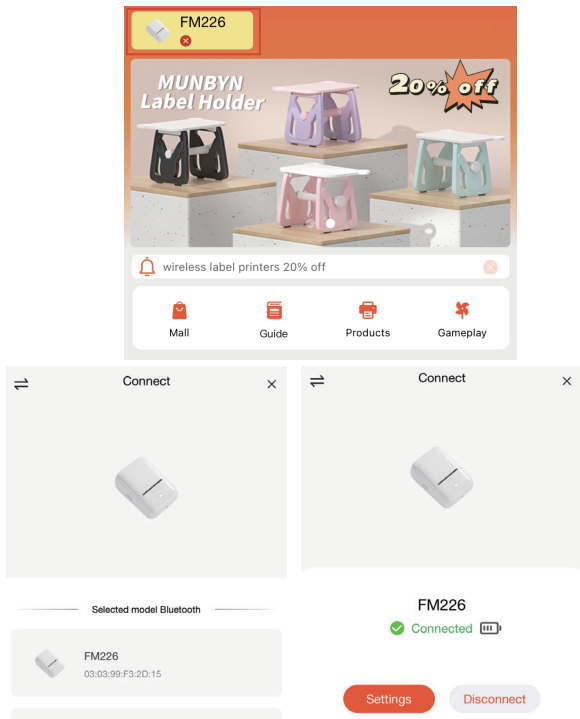 FM226
MUNBYN
Label Holder
20% off
wireless label printers 20% off
Mall
Guide
Products
Gameplay
Connect
Selected model Bluetooth
FM226
03:03:99:F3:2D:15
Connect
FM226
Connected
Settings
Disconnect